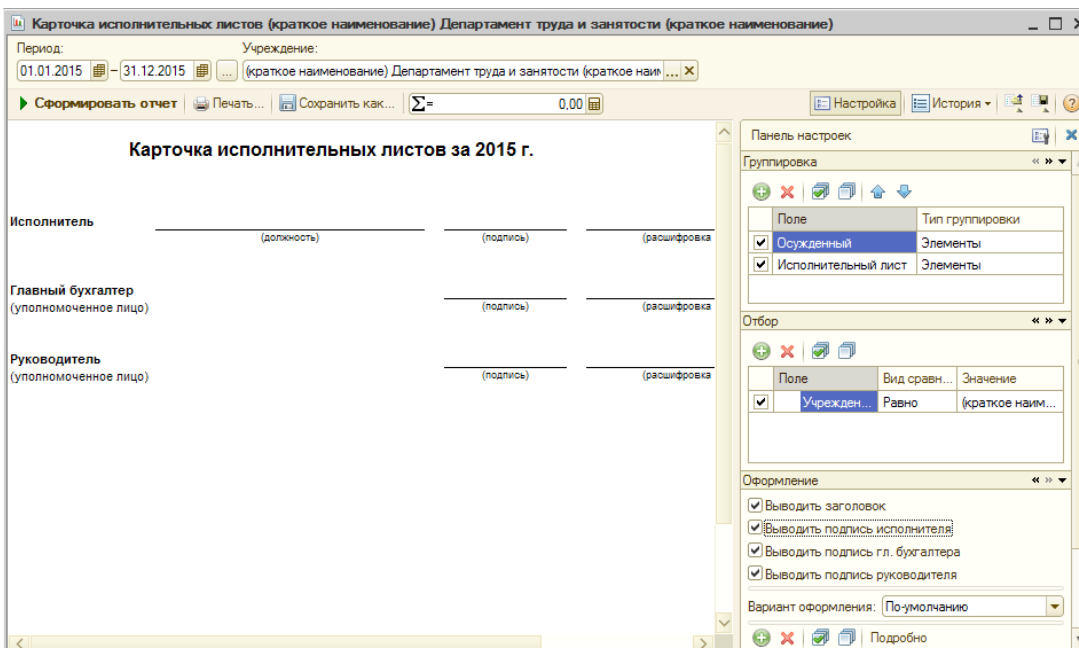 Карточка исполнительных листов (краткое наименование) Департамент труда и занятости (краткое наименование)
Период: Учреждение:
01.01.2015 – 31.12.2015 ... (краткое наименование) Департамент труда и занятости (краткое наим ... X
Сформировать отчет Печать... Сохранить как... Σ= 0,00 Настройка История
Карточка исполнительных листов за 2015 г.
Исполнитель
(должность) (подпись) (расшифровка
Главный бухгалтер
(уполномоченное лицо) (подпись) (расшифровка
Руководитель
(уполномоченное лицо) (подпись) (расшифровка
Панель настроек
Группировка
Поле Тип группировки
Осужденный Элементы
Исполнительный лист Элементы
Отбор
Поле Вид сравн... Значение
Учрежден... Равно (краткое наим...
Оформление
Выводить заголовок
Выводить подпись исполнителя
Выводить подпись гл. бухгалтера
Выводить подпись руководителя
Вариант оформления: По-умолчанию
Подробно